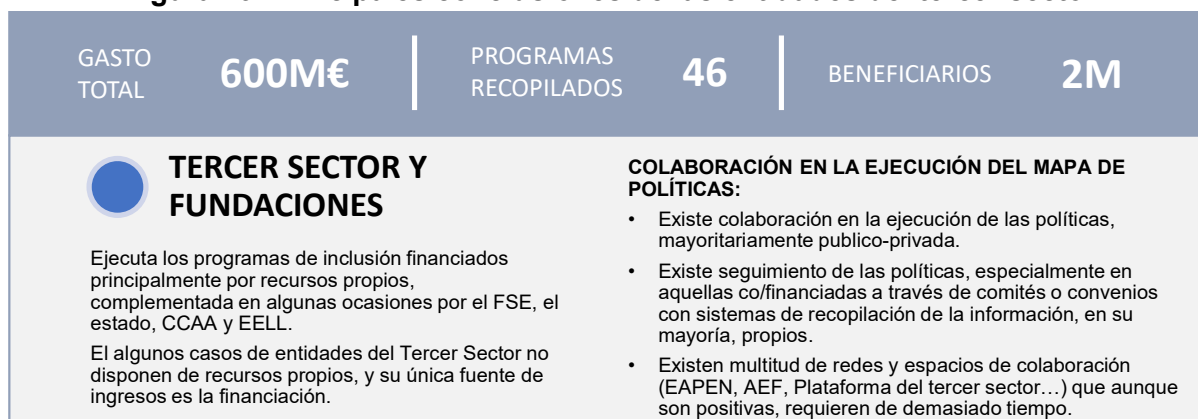 GASTO TOTAL
600M€
PROGRAMAS RECOPILADOS
46
BENEFICIARIOS
2M
TERCER SECTOR Y
FUNDACIONES
Ejecuta los programas de inclusión financiados
principalmente por recursos propios,
complementada en algunas ocasiones por el FSE, el
estado, CCAA y EELL.
El algunos casos de entidades del Tercer Sector no
disponen de recursos propios, y su única fuente de
ingresos es la financiación.
COLABORACIÓN EN LA EJECUCIÓN DEL MAPA DE
POLÍTICAS:
• Existe colaboración en la ejecución de las políticas,
mayoritariamente publico-privada.
• Existe seguimiento de las políticas, especialmente en
aquellas co/financiadas a través de comités o convenios
con sistemas de recopilación de la información, en su
mayoría, propios.
• Existen multitud de redes y espacios de colaboración
(EAPEN, AEF, Plataforma del tercer sector…) que aunque
son positivas, requieren de demasiado tiempo.